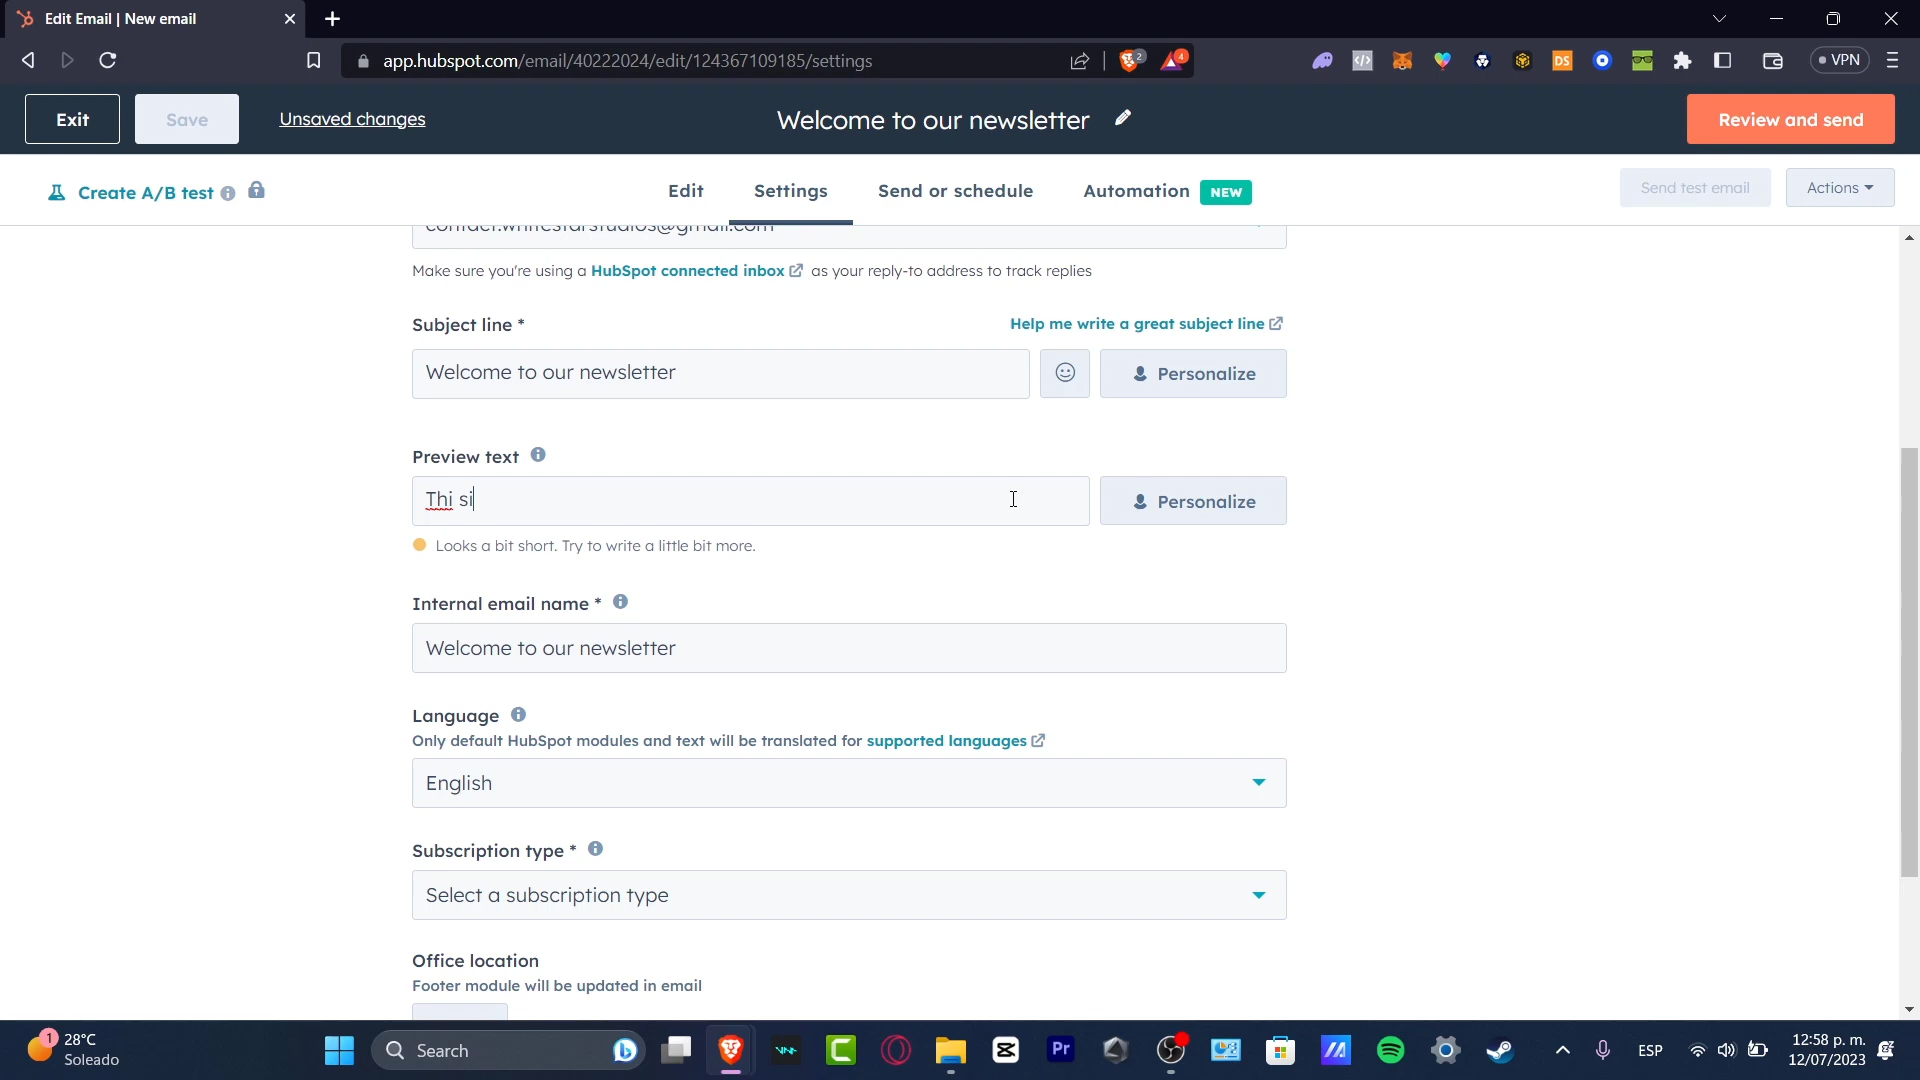 Edit Email | New email
app.hubspot.com/email/40222024/edit/124367109185/settings
2
4
DS
VPN
Exit
Save
Unsaved changes
Welcome to our newsletter
Review and send
Create A/B test
Edit
Settings
Send or schedule
Automation
NEW
Send test email
Actions
contact.whitestarstudios@gmail.com
Make sure you're using a HubSpot connected inbox as your reply-to address to track replies
Subject line *
Help me write a great subject line
Welcome to our newsletter
Personalize
Preview text
Thi si
Personalize
Looks a bit short. Try to write a little bit more.
Internal email name *
Welcome to our newsletter
Language
Only default HubSpot modules and text will be translated for supported languages
English
Subscription type *
Select a subscription type
Office location
Footer module will be updated in email
1
28°C
Soleado
Search
Pr
ESP
12:58 p. m.
12/07/2023